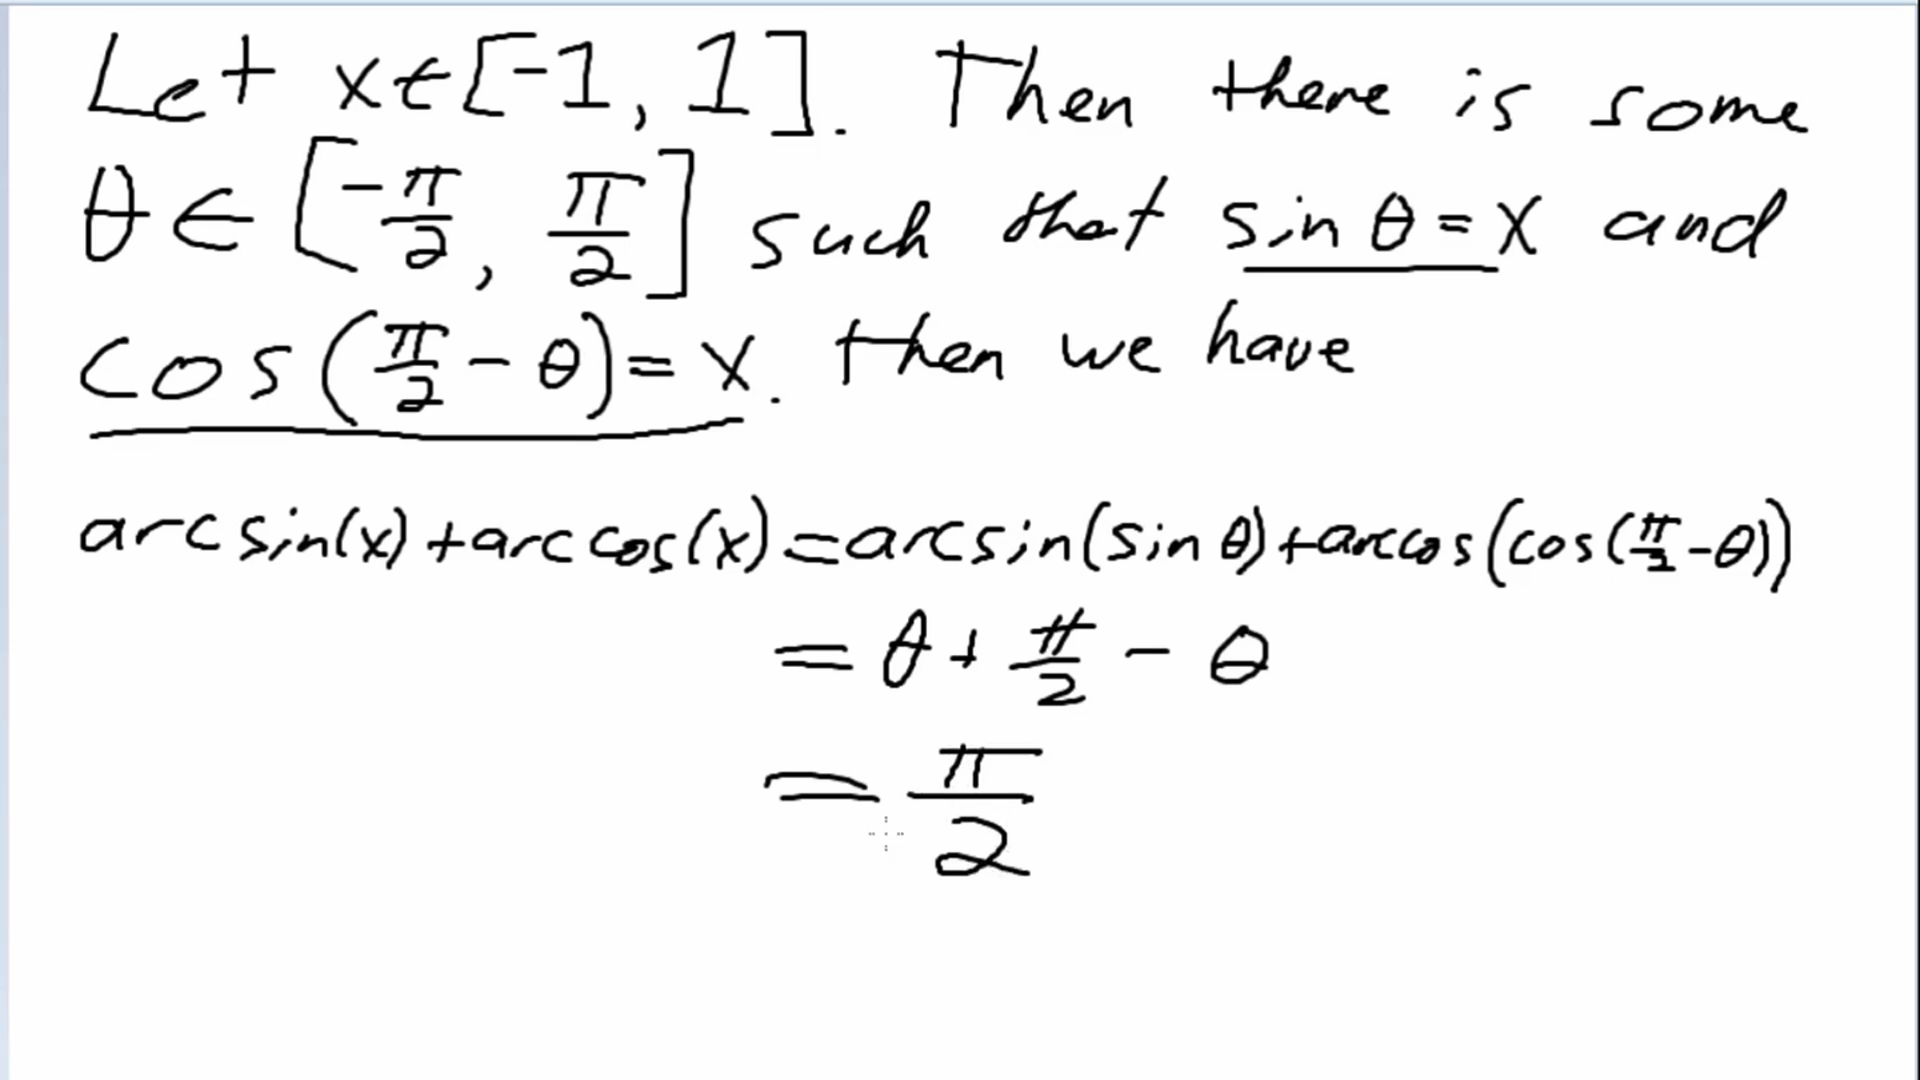 Let x∈[-1, 1]. Then there is some
θ∈[-π/2, π/2] such that sin θ = x and
cos(π/2 - θ) = x. then we have
arcsin(x) + arccos(x) = arcsin(sin θ) + arccos(cos(π/2 - θ))
= θ + π/2 - θ
= π/2